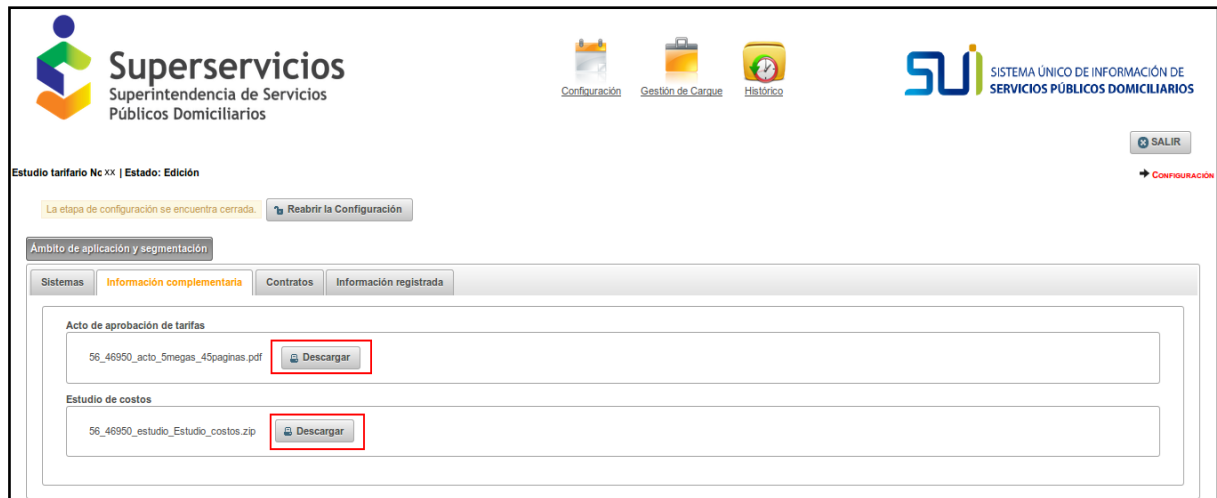 Superservicios
Superintendencia de Servicios
Públicos Domiciliarios
Configuración
Gestión de Cargue
Histórico
sui
SISTEMA ÚNICO DE INFORMACIÓN DE
SERVICIOS PÚBLICOS DOMICILIARIOS
SALIR
Estudio tarifario Nc xx | Estado: Edición
CONFIGURACIÓN
La etapa de configuración se encuentra cerrada.
Reabrir la Configuración
Ámbito de aplicación y segmentación
Sistemas
Información complementaria
Contratos
Información registrada
Acto de aprobación de tarifas
56_46950_acto_5megas_45paginas.pdf
Descargar
Estudio de costos
56_46950_estudio_Estudio_costos.zip
Descargar